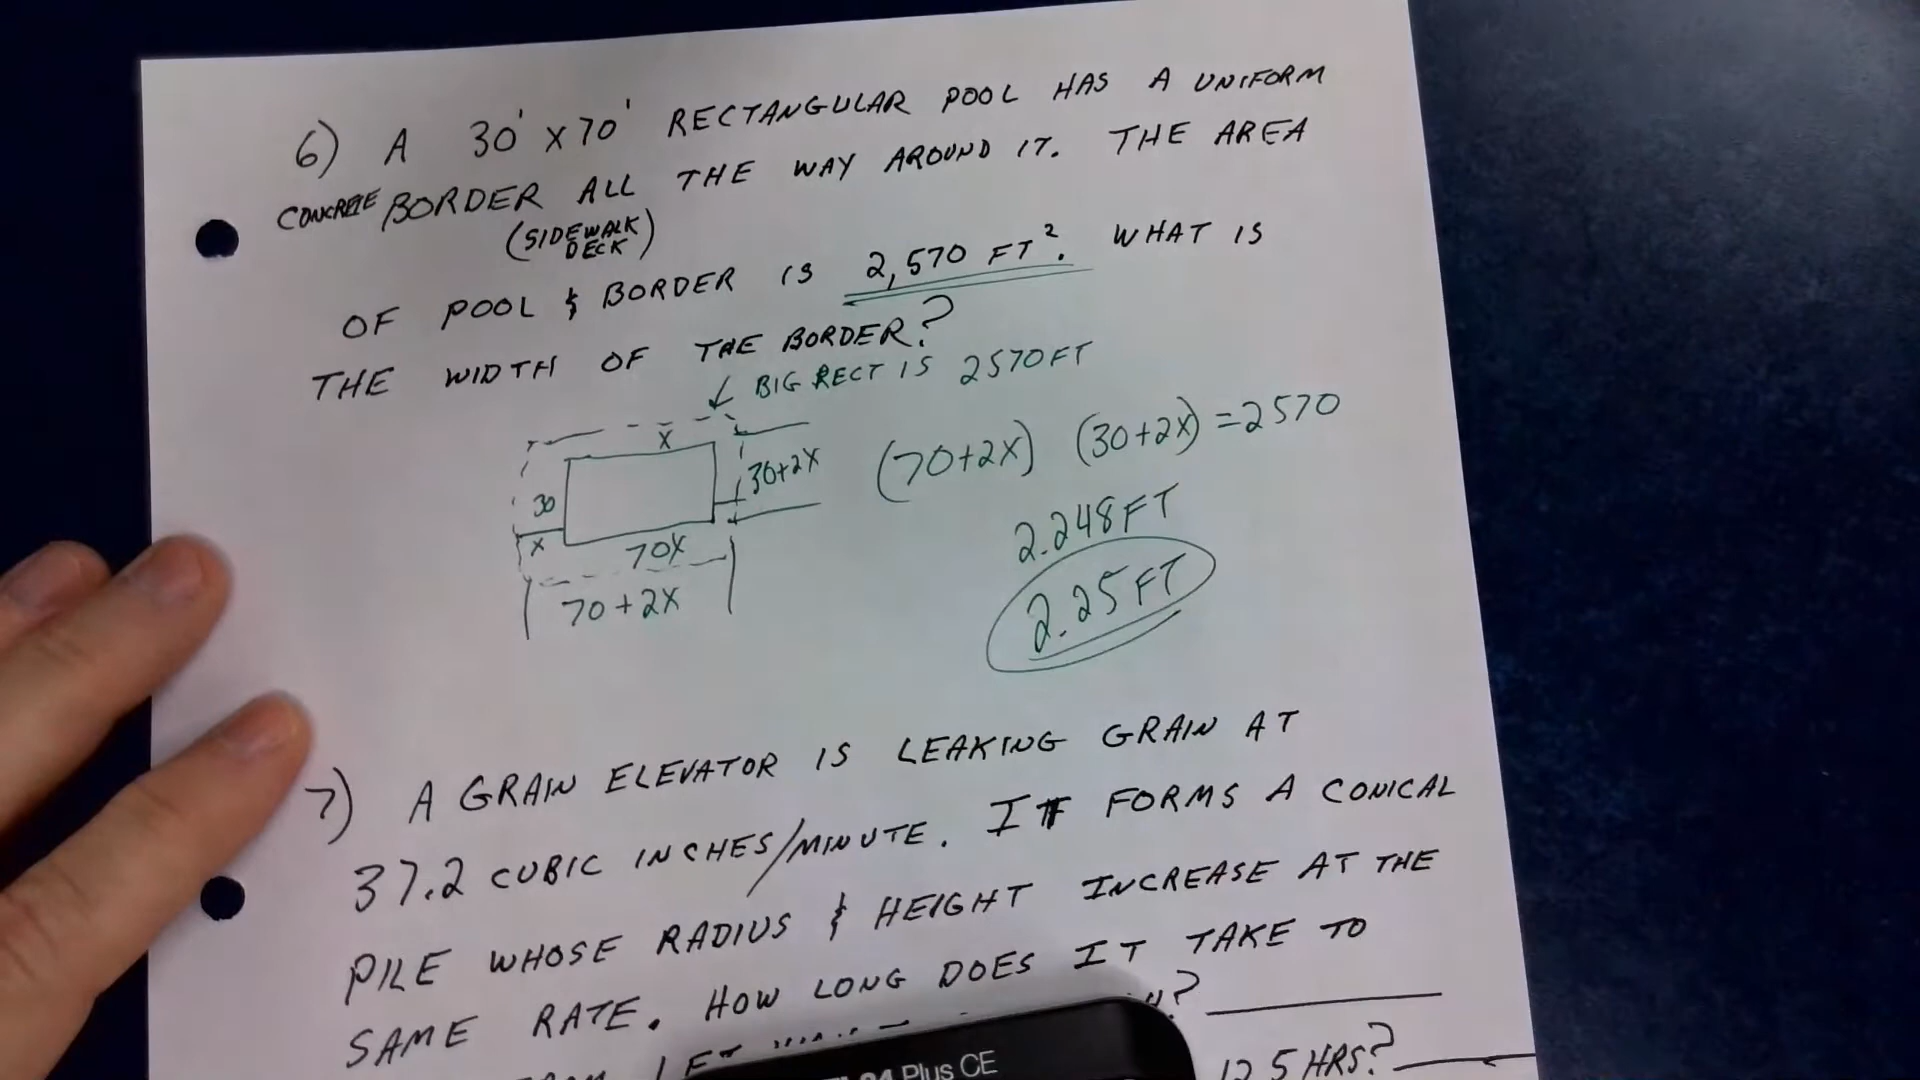 6) A 30' X 70' RECTANGULAR POOL HAS A UNIFORM
CONCRETE BORDER ALL THE WAY AROUND IT. THE AREA
(SIDEWALK
DECK)
OF POOL & BORDER IS 2,570 FT². WHAT IS
THE WIDTH OF THE BORDER?
BIG RECT IS 2570FT
X
30
30+2X
X
70X
70+2X
(70+2X) (30+2X) = 2570
2.248FT
2.25FT
7) A GRAIN ELEVATOR IS LEAKING GRAIN AT
37.2 CUBIC INCHES/MINUTE. IT FORMS A CONICAL
PILE WHOSE RADIUS & HEIGHT INCREASE AT THE
SAME RATE. HOW LONG DOES IT TAKE TO
?
12.5 HRS?
Plus CE